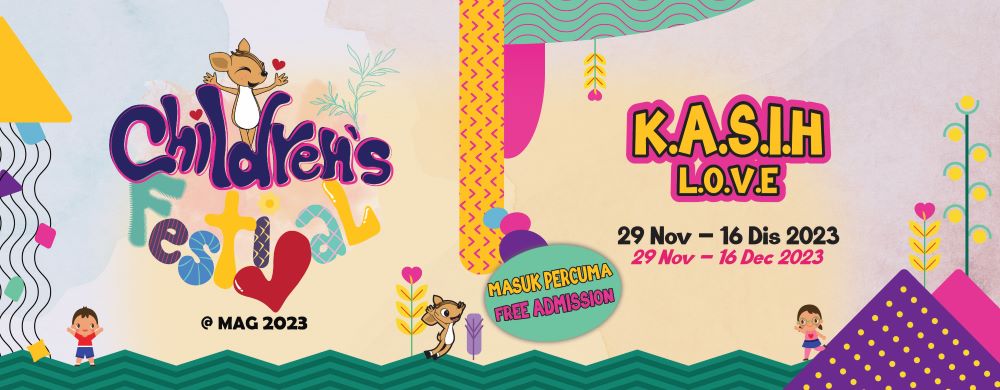 Children's
Festival
@ MAG 2023
MASUK PERCUMA
FREE ADMISSION
K.A.S.I.H
L.O.V.E
29 Nov – 16 Dis 2023
29 Nov – 16 Dec 2023